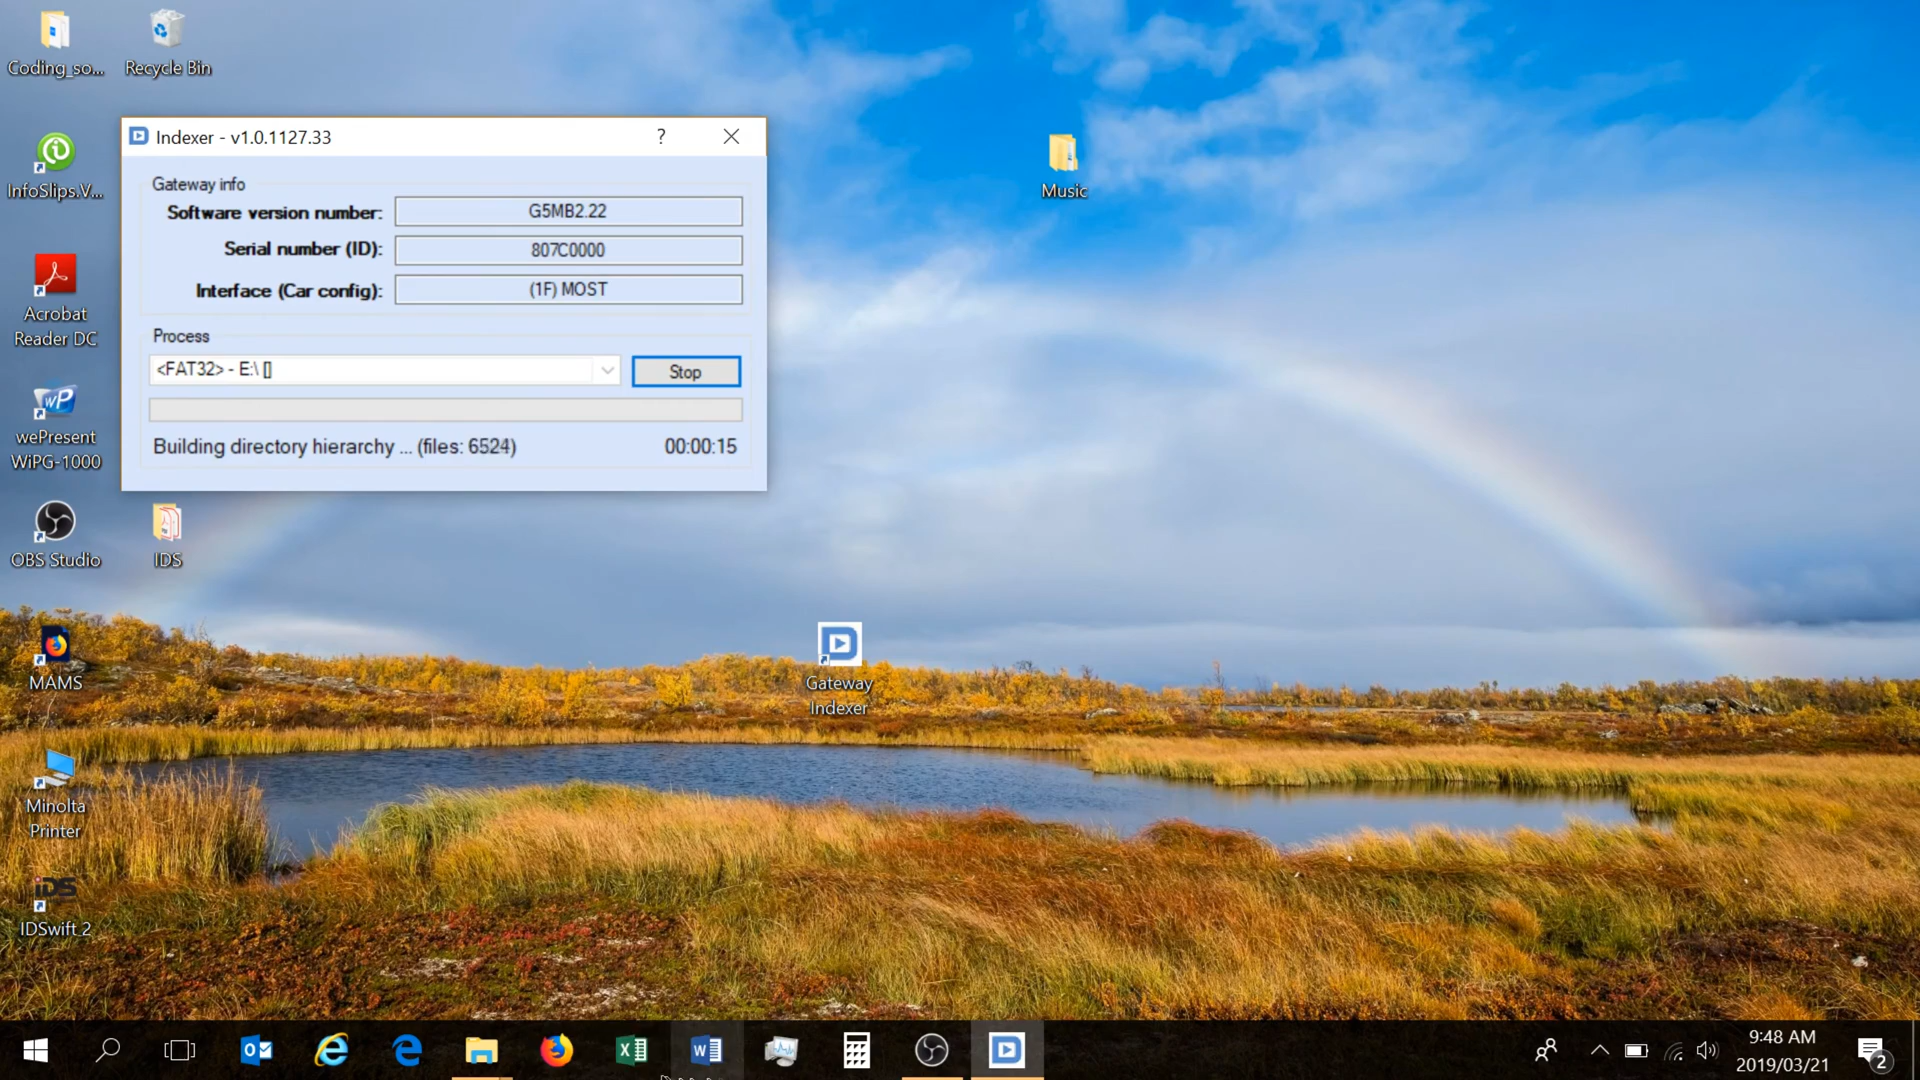 Coding_so...
Recycle Bin
Indexer - v1.0.1127.33
?
Gateway info
Software version number:
G5MB2.22
Serial number (ID):
807C0000
Interface (Car config):
(1F) MOST
Process
<FAT32> - E:\ []
Stop
Building directory hierarchy ... (files: 6524)
00:00:15
Music
InfoSlips.V...
Acrobat
Reader DC
wePresent
WiPG-1000
OBS Studio
IDS
MAMS
Gateway
Indexer
Minolta
Printer
IDSwift_2
9:48 AM
2019/03/21
2